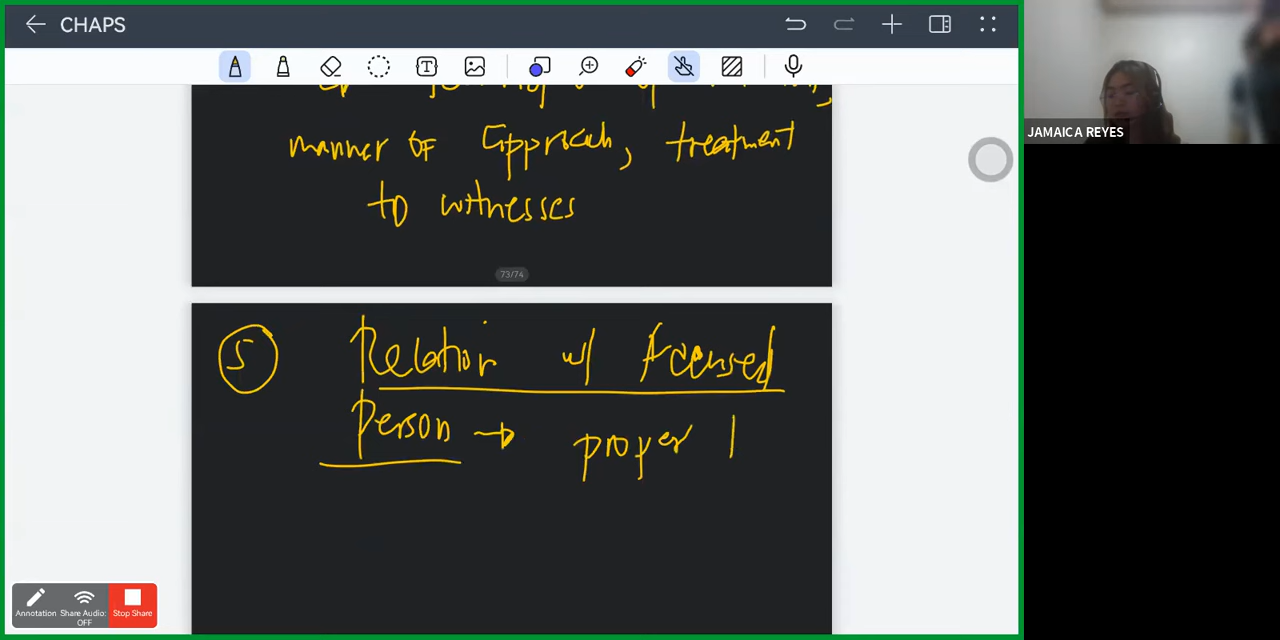 CHAPS
JAMAICA REYES
manner of Approach, treatment
to witnesses
73/74
5 Relation w/ Accused
person → proper
Annotation Share Audio: OFF Stop Share